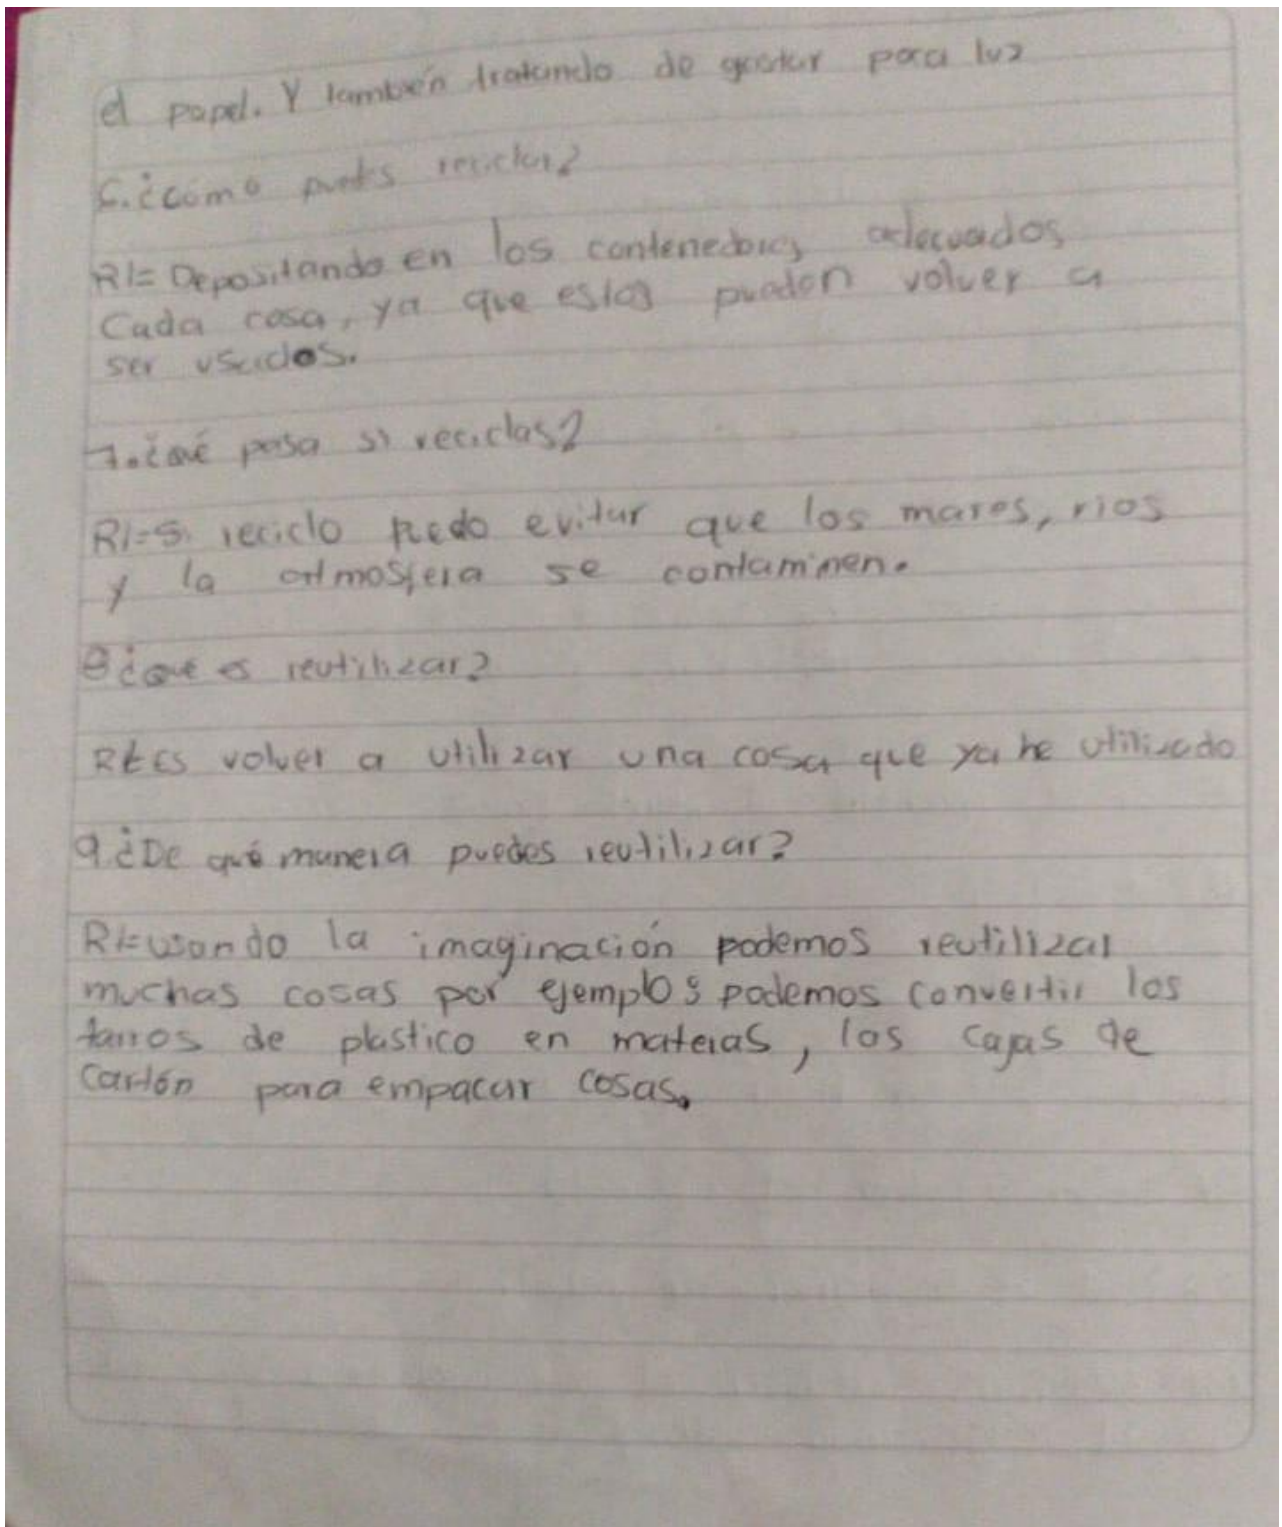 el papel. Y tambien tratando de gastar para luz
6.¿como puedes reciclar?
R/= Depositando en los contenedores adecuados
Cada cosa, ya que estos pueden volver a
ser usados.
7.¿Qué pasa si reciclas?
R/=Si reciclo puedo evitar que los mares, rios
y la atmosfera se contaminen.
8¿Que es reutilizar?
R/= Es volver a utilizar una cosa que ya he utilizado
9.¿De qué manera puedes reutilizar?
R/=usando la imaginación podemos reutilizar
muchas cosas por ejemplos podemos convertir los
tarros de plastico en materas, las cajas de
Cartón para empacar cosas.